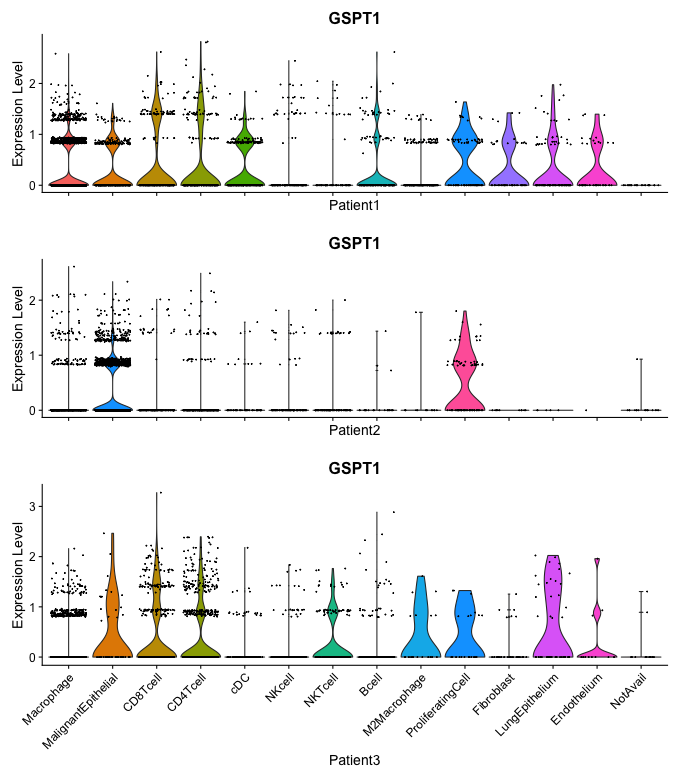 GSPT1
Expression Level
2
1
0
Patient1
GSPT1
Expression Level
2
1
0
Patient2
GSPT1
Expression Level
3
2
1
0
Macrophage
MalignantEpithelial
CD8Tcell
CD4Tcell
cDC
NKcell
NKTcell
Bcell
M2Macrophage
ProliferatingCell
Fibroblast
LungEpithelium
Endothelium
NotAvail
Patient3